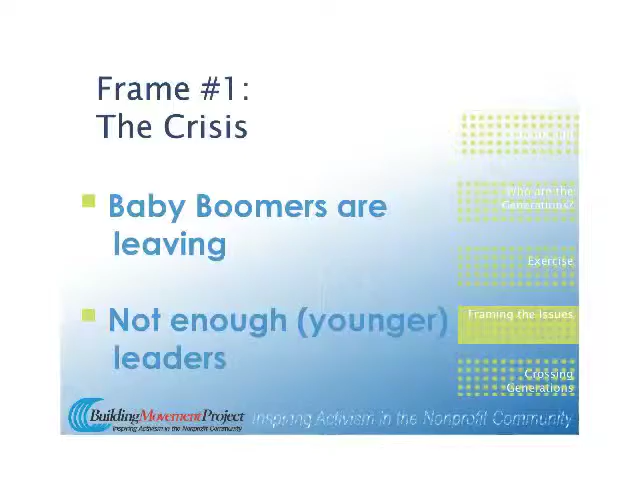 Frame #1:
The Crisis
Baby Boomers are
leaving
Not enough (younger)
leaders
Who are the
Generations?
Exercise
Framing the Issues
Crossing
Generations
BuildingMovementProject
Inspiring Activism in the Nonprofit Community
Inspiring Activism in the Nonprofit Community